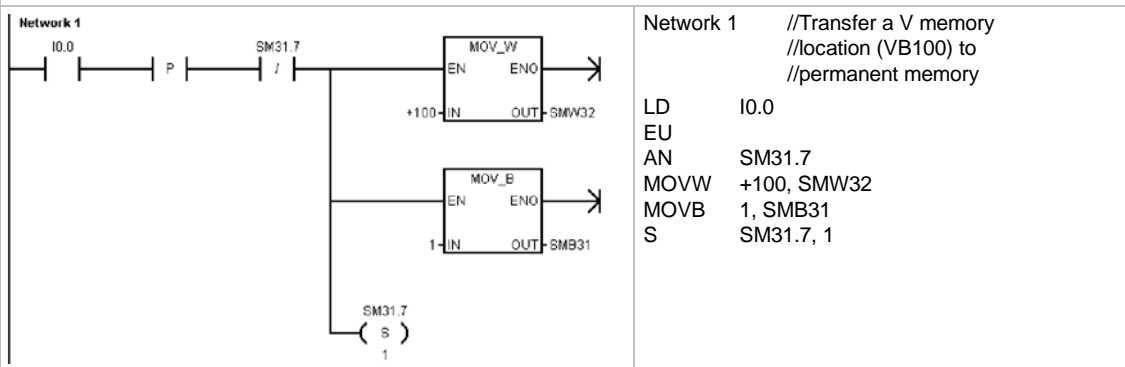 Network 1
I0.0
P
SM31.7
/
MOV_W
EN ENO
+100 IN OUT SMW32
MOV_B
EN ENO
1 IN OUT SMB31
SM31.7
S
1
Network 1 //Transfer a V memory
//location (VB100) to
//permanent memory
LD I0.0
EU
AN SM31.7
MOVW +100, SMW32
MOVB 1, SMB31
S SM31.7, 1